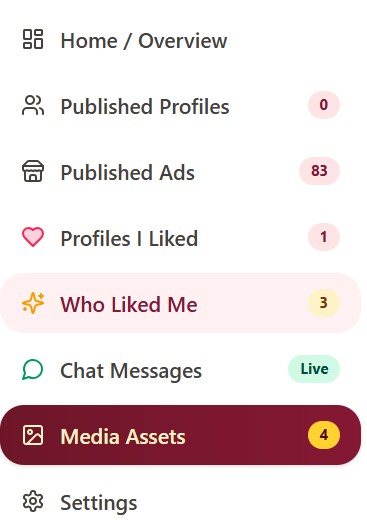 Home / Overview
Published Profiles 0
Published Ads 83
Profiles I Liked 1
Who Liked Me 3
Chat Messages Live
Media Assets 4
Settings